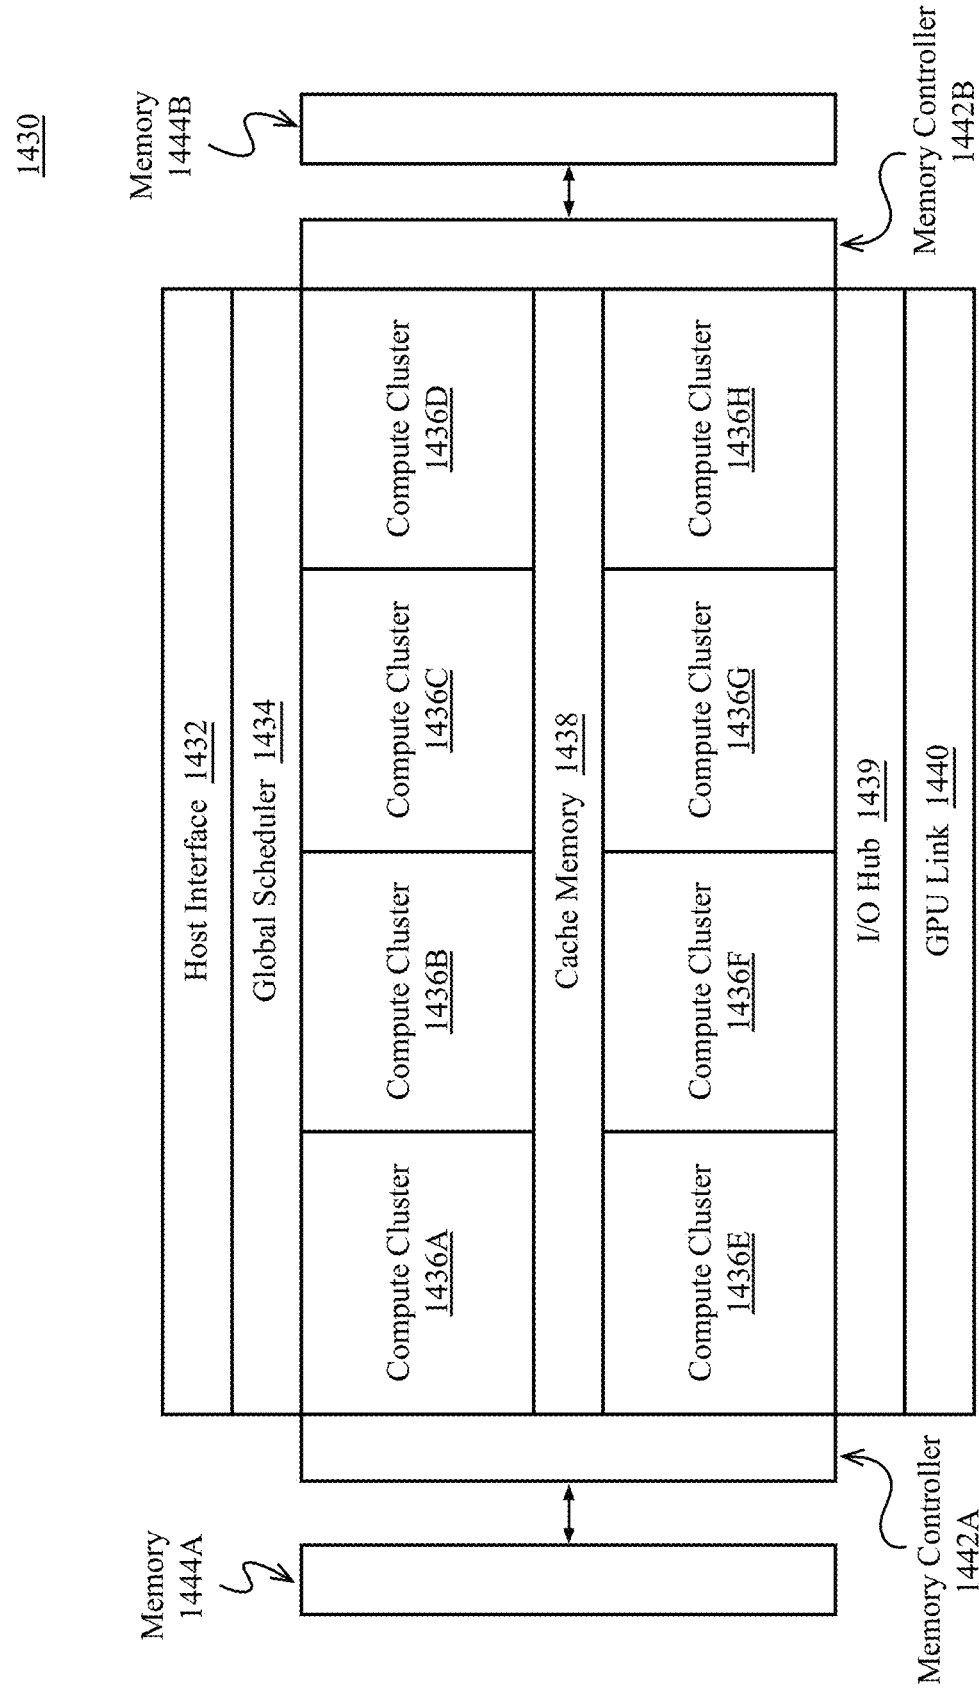 1430
Memory
1444B
Memory Controller
1442B
Host Interface 1432
Global Scheduler 1434
Compute Cluster
1436A
Compute Cluster
1436B
Compute Cluster
1436C
Compute Cluster
1436D
Cache Memory 1438
Compute Cluster
1436E
Compute Cluster
1436F
Compute Cluster
1436G
Compute Cluster
1436H
I/O Hub 1439
GPU Link 1440
Memory
1444A
Memory Controller
1442A